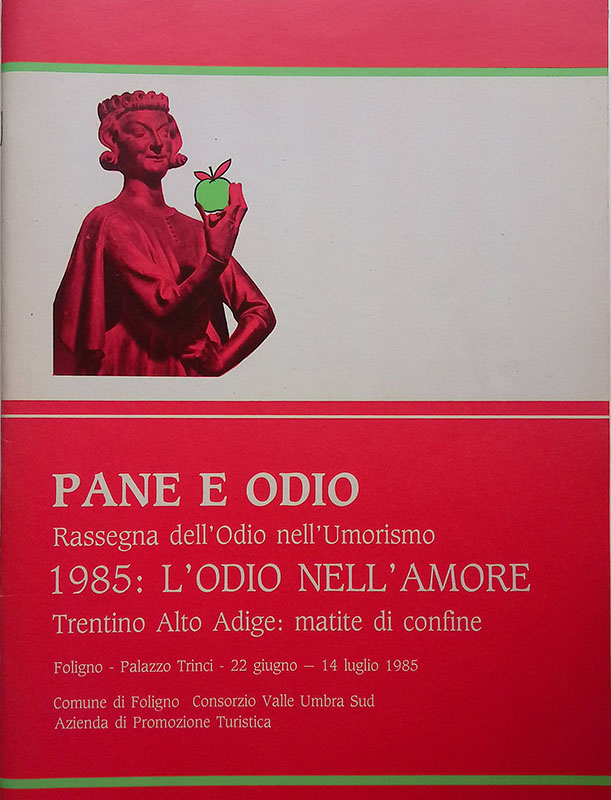 PANE E ODIO
Rassegna dell'Odio nell'Umorismo
1985: L'ODIO NELL'AMORE
Trentino Alto Adige: matite di confine
Foligno - Palazzo Trinci - 22 giugno – 14 luglio 1985
Comune di Foligno Consorzio Valle Umbra Sud
Azienda di Promozione Turistica